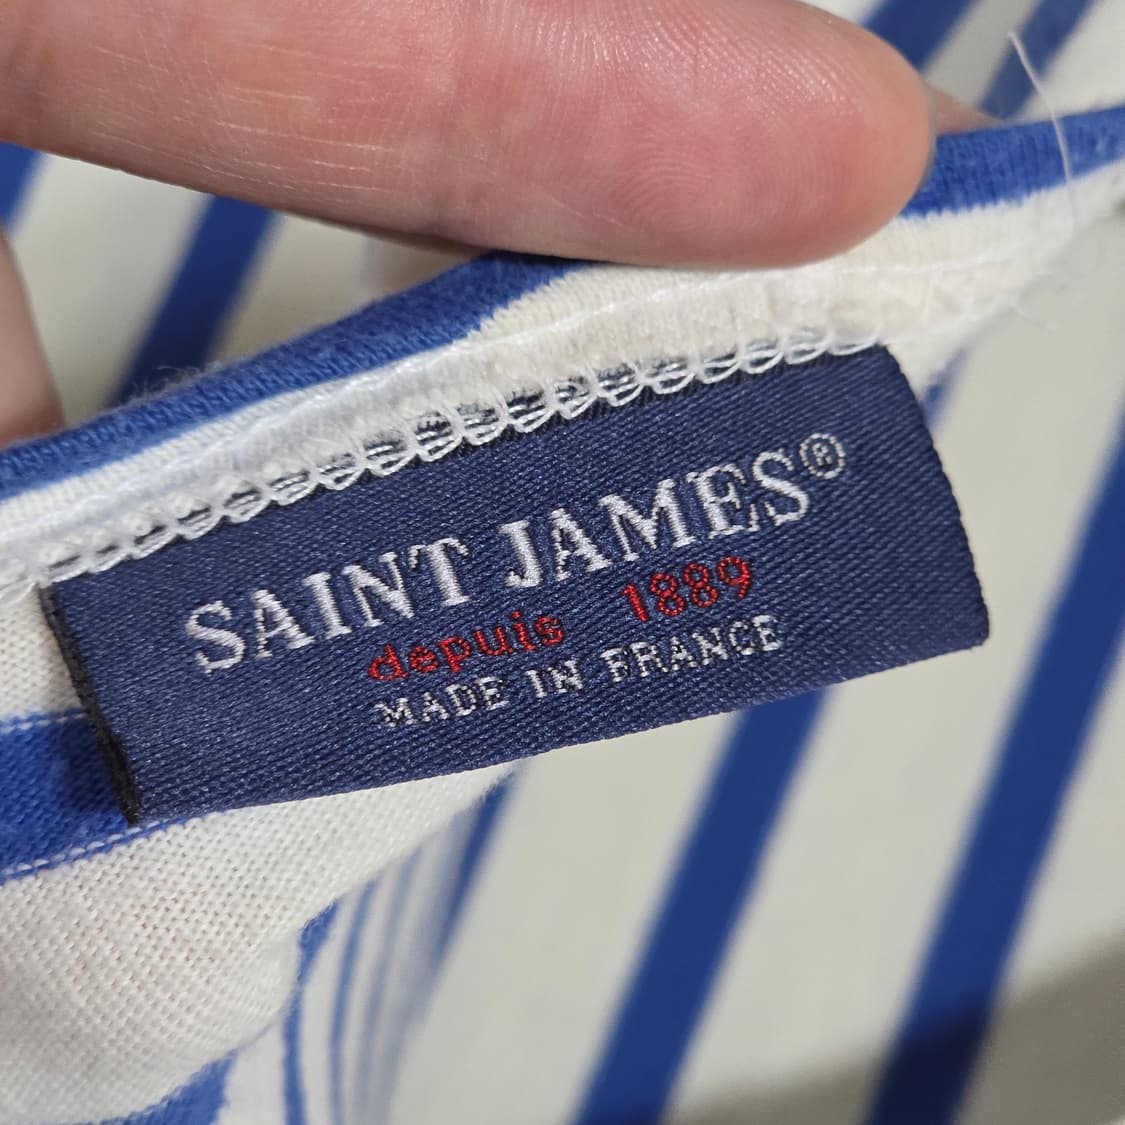 SAINT JAMES®
depuis 1889
MADE IN FRANCE